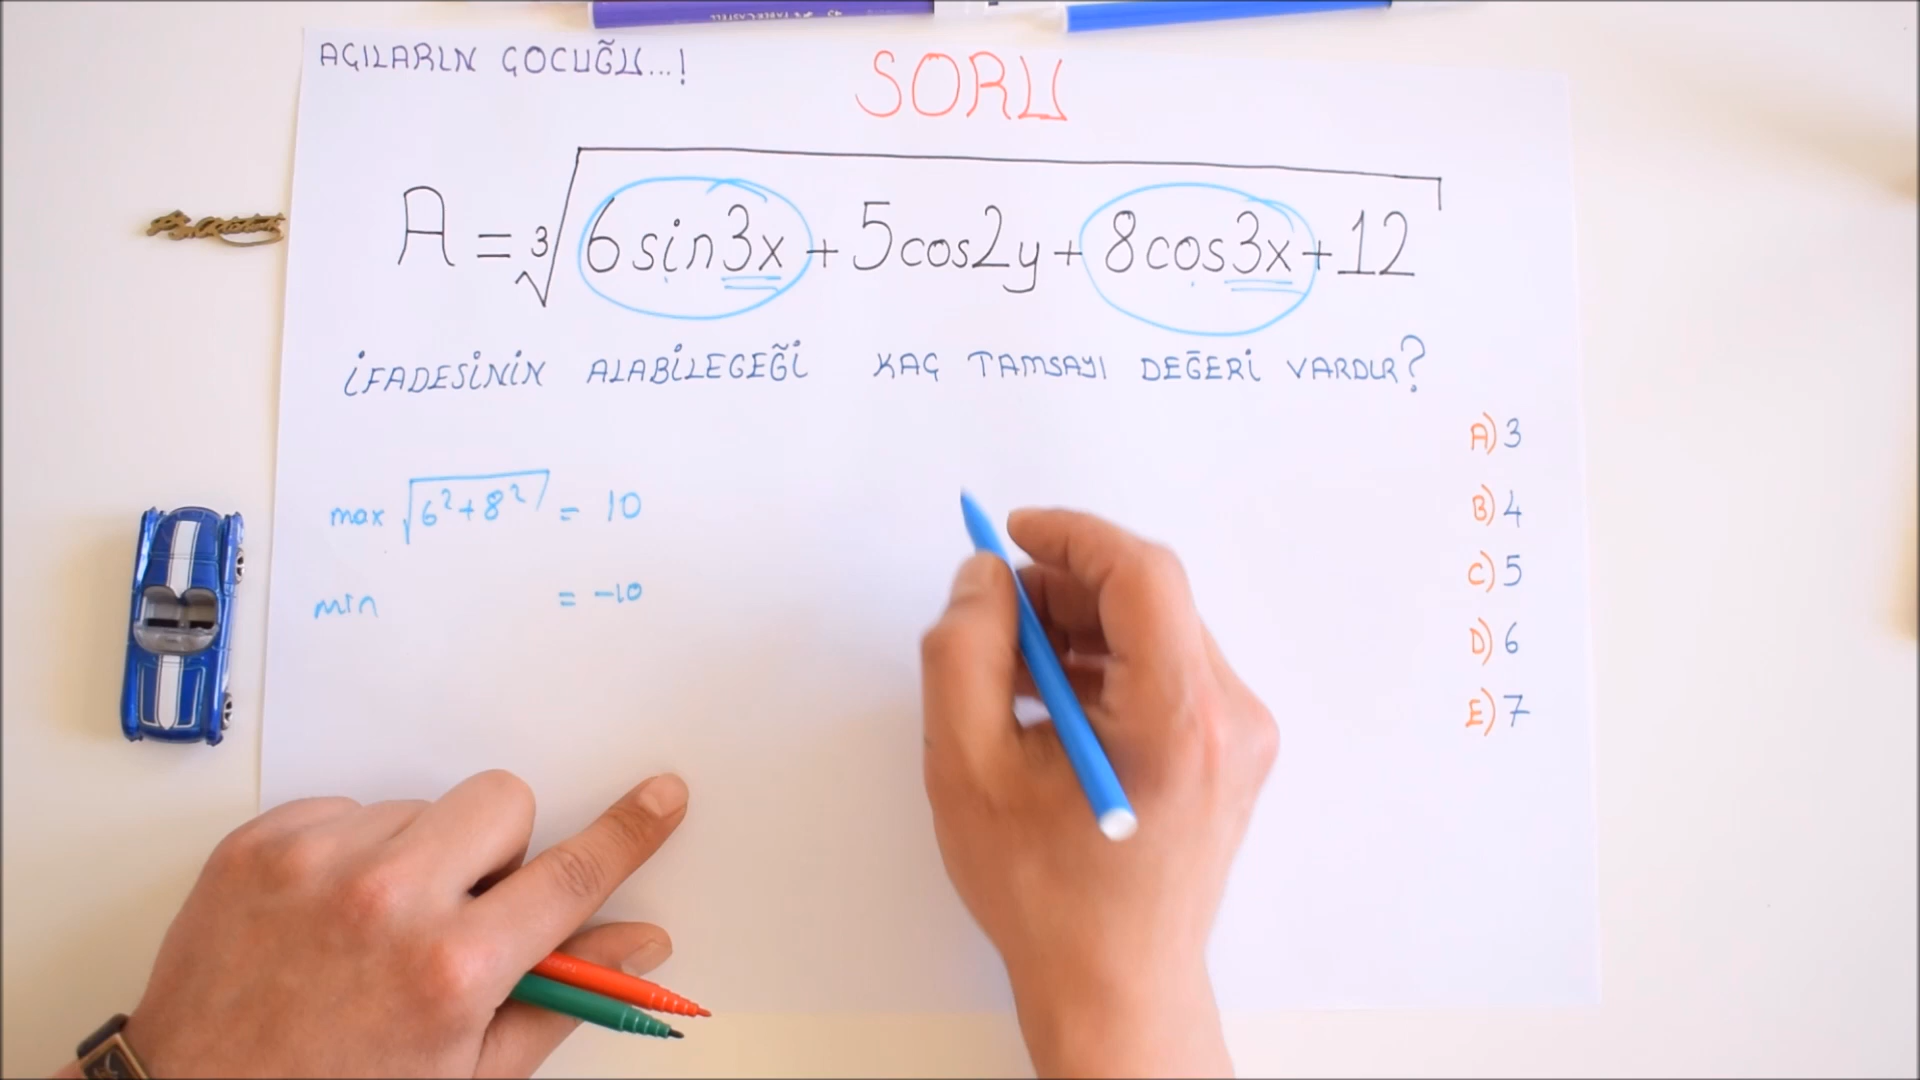 AÇILARIN ÇOCUĞU...!
SORU
A = ∛(6sin3x + 5cos2y + 8cos3x + 12)
İFADESİNİN ALABİLECEĞİ KAÇ TAMSAYI DEĞERİ VARDIR?
A) 3
B) 4
C) 5
D) 6
E) 7
max √(6² + 8²) = 10
min = -10